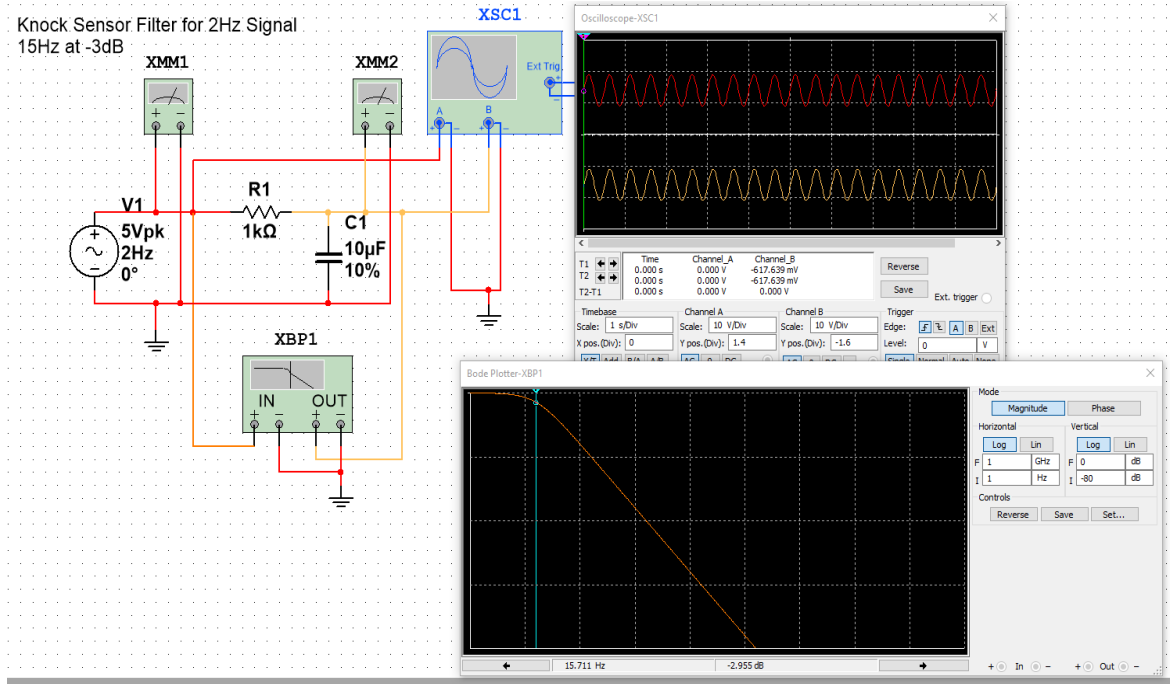 Knock Sensor Filter for 2Hz Signal
15Hz at -3dB
XMM1
XMM2
XSC1
Ext Trig
A
B
V1
5Vpk
2Hz
0°
R1
1kΩ
C1
10µF
10%
XBP1
IN
OUT
Oscilloscope-XSC1
T1
T2
T2-T1
Time Channel_A Channel_B
0.000 s 0.000 V -617.639 mV
0.000 s 0.000 V -617.639 mV
0.000 s 0.000 V 0.000 V
Reverse
Save
Ext. trigger
Timebase
Scale: 1 s/Div
X pos.(Div): 0
Channel A
Scale: 10 V/Div
Y pos.(Div): 1.4
Channel B
Scale: 10 V/Div
Y pos.(Div): -1.6
Trigger
Edge: A B Ext
Level: 0 V
Single Normal Auto None
Bode Plotter-XBP1
Mode
Magnitude Phase
Horizontal Vertical
Log Lin Log Lin
F 1 GHz F 0 dB
I 1 Hz I -80 dB
Controls
Reverse Save Set...
15.711 Hz -2.955 dB
+ In - + Out -